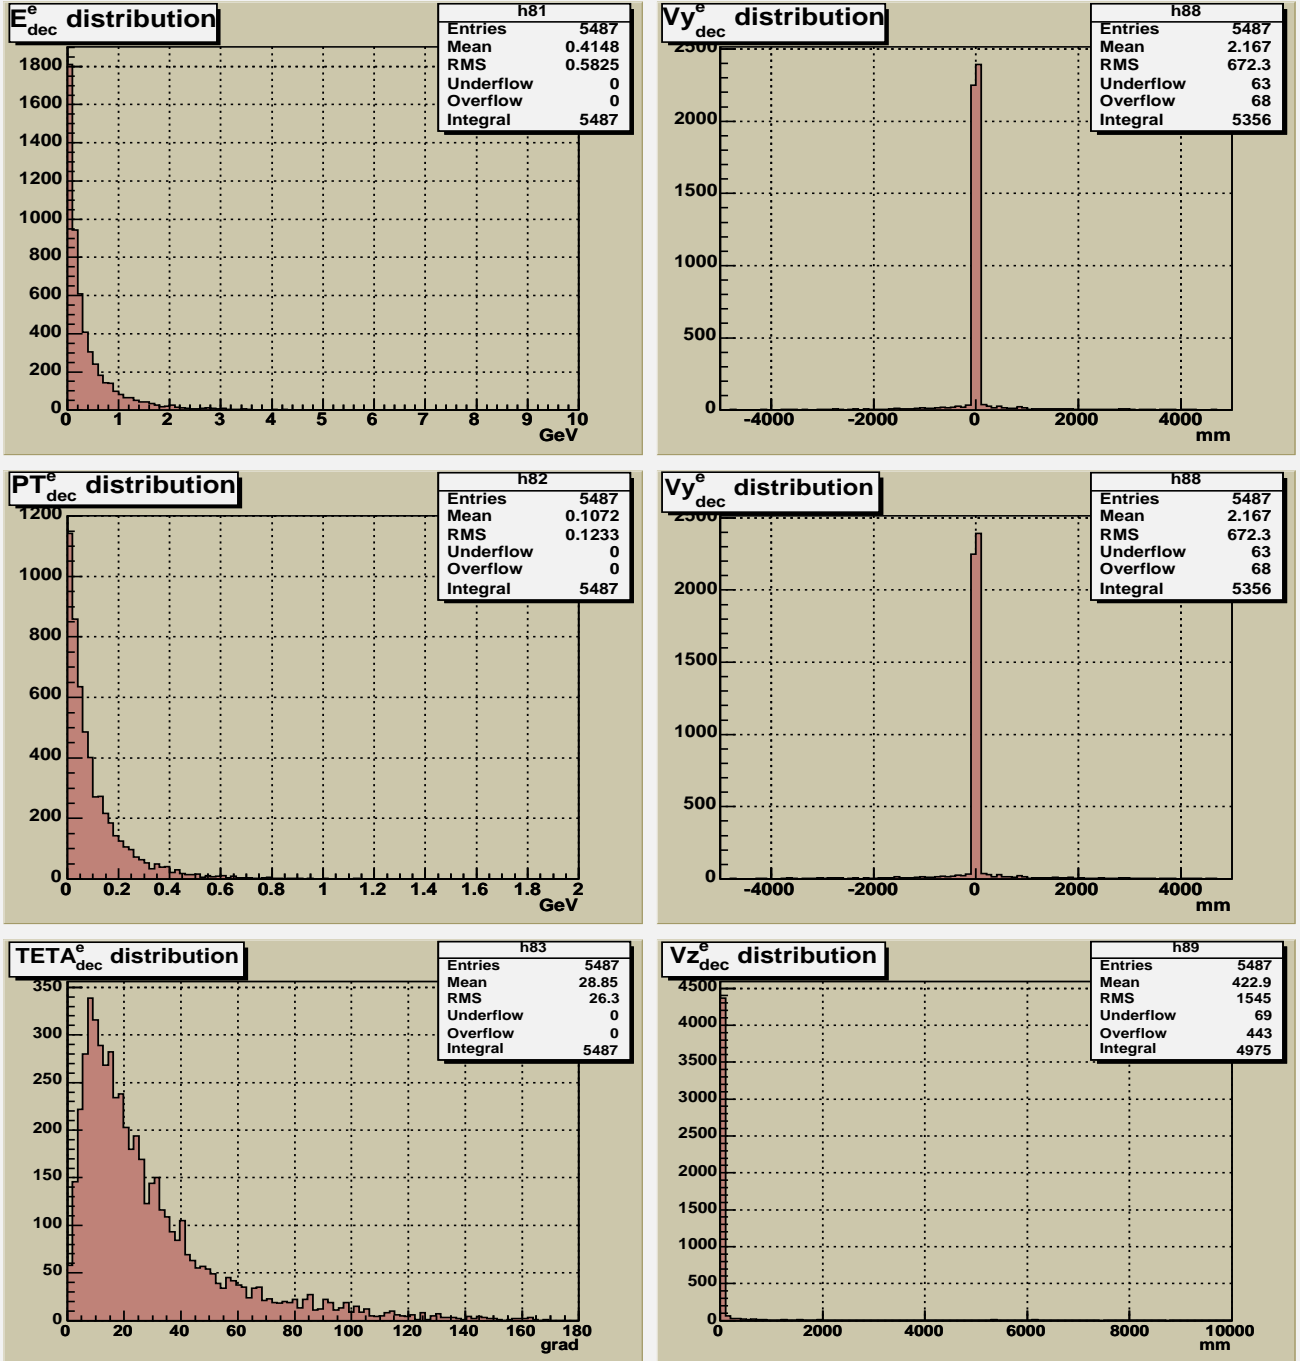 E^e_dec distribution
h81
Entries 5487
Mean 0.4148
RMS 0.5825
Underflow 0
Overflow 0
Integral 5487
1800
1600
1400
1200
1000
800
600
400
200
0
0 1 2 3 4 5 6 7 8 9 10
GeV
Vy^e_dec distribution
h88
Entries 5487
Mean 2.167
RMS 672.3
Underflow 63
Overflow 68
Integral 5356
2500
2000
1500
1000
500
0
-4000 -2000 0 2000 4000
mm
PT^e_dec distribution
h82
Entries 5487
Mean 0.1072
RMS 0.1233
Underflow 0
Overflow 0
Integral 5487
1200
1000
800
600
400
200
0
0 0.2 0.4 0.6 0.8 1 1.2 1.4 1.6 1.8 2
GeV
Vy^e_dec distribution
h88
Entries 5487
Mean 2.167
RMS 672.3
Underflow 63
Overflow 68
Integral 5356
2500
2000
1500
1000
500
0
-4000 -2000 0 2000 4000
mm
TETA^e_dec distribution
h83
Entries 5487
Mean 28.85
RMS 26.3
Underflow 0
Overflow 0
Integral 5487
350
300
250
200
150
100
50
0
0 20 40 60 80 100 120 140 160 180
grad
Vz^e_dec distribution
h89
Entries 5487
Mean 422.9
RMS 1545
Underflow 69
Overflow 443
Integral 4975
4500
4000
3500
3000
2500
2000
1500
1000
500
0
0 2000 4000 6000 8000 10000
mm